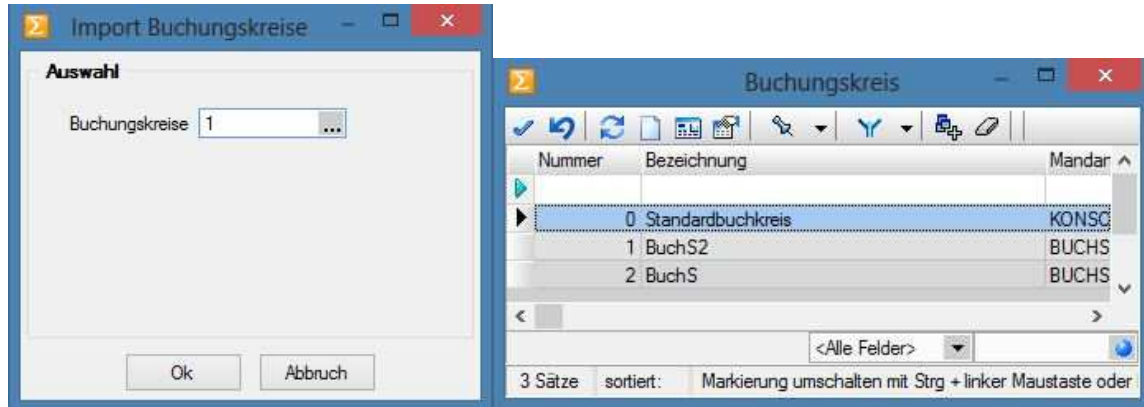 Import Buchungskreise
Auswahl
Buchungskreise 1 ...
Ok Abbruch
Buchungskreis
Nummer Bezeichnung Mandar
0 Standardbuchkreis KONSC
1 BuchS2 BUCHS
2 BuchS BUCHS
<Alle Felder>
3 Sätze sortiert: Markierung umschalten mit Strg + linker Maustaste oder